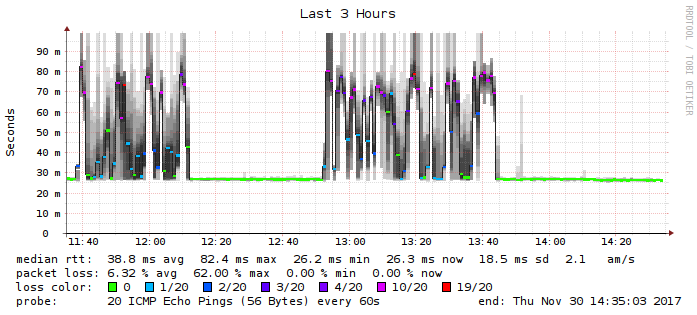 Last 3 Hours
RRDTOOL / TOBI OETIKER
Seconds
90 m
80 m
70 m
60 m
50 m
40 m
30 m
20 m
10 m
0
11:40 12:00 12:20 12:40 13:00 13:20 13:40 14:00 14:20
median rtt: 38.8 ms avg 82.4 ms max 26.2 ms min 26.3 ms now 18.5 ms sd 2.1 am/s
packet loss: 6.32 % avg 62.00 % max 0.00 % min 0.00 % now
loss color: 0 1/20 2/20 3/20 4/20 10/20 19/20
probe: 20 ICMP Echo Pings (56 Bytes) every 60s end: Thu Nov 30 14:35:03 2017